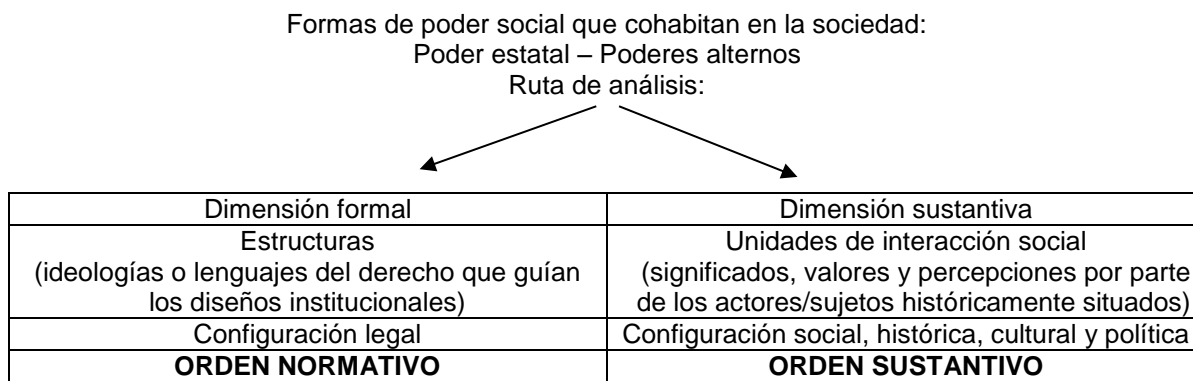 Formas de poder social que cohabitan en la sociedad:
Poder estatal – Poderes alternos
Ruta de análisis:
Dimensión formal
Dimensión sustantiva
Estructuras
(ideologías o lenguajes del derecho que guían
los diseños institucionales)
Unidades de interacción social
(significados, valores y percepciones por parte
de los actores/sujetos históricamente situados)
Configuración legal
Configuración social, histórica, cultural y política
ORDEN NORMATIVO
ORDEN SUSTANTIVO